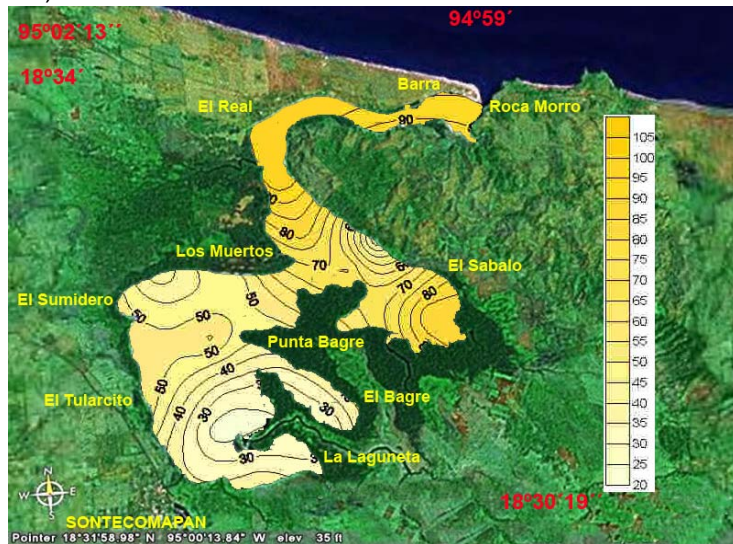 95º02´13´´
94º59´
18º34´
Barra
El Real
Roca Morro
90
105
100
95
90
85
80
75
70
65
60
55
50
45
40
35
30
25
20
80
Los Muertos
70
El Sabalo
70
80
El Sumidero
50
50
50
Punta Bagre
60
40
El Tularcito
40
El Bagre
30
30
30
La Laguneta
18º30´19´
N
W
E
S
SONTECOMAPAN
Pointer 18°31'58.98" N 95°00'13.84" W elev 35 ft